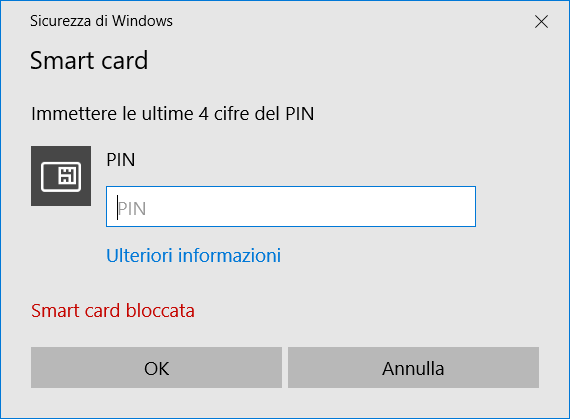 Sicurezza di Windows
Smart card
Immettere le ultime 4 cifre del PIN
PIN
PIN
Ulteriori informazioni
Smart card bloccata
OK
Annulla